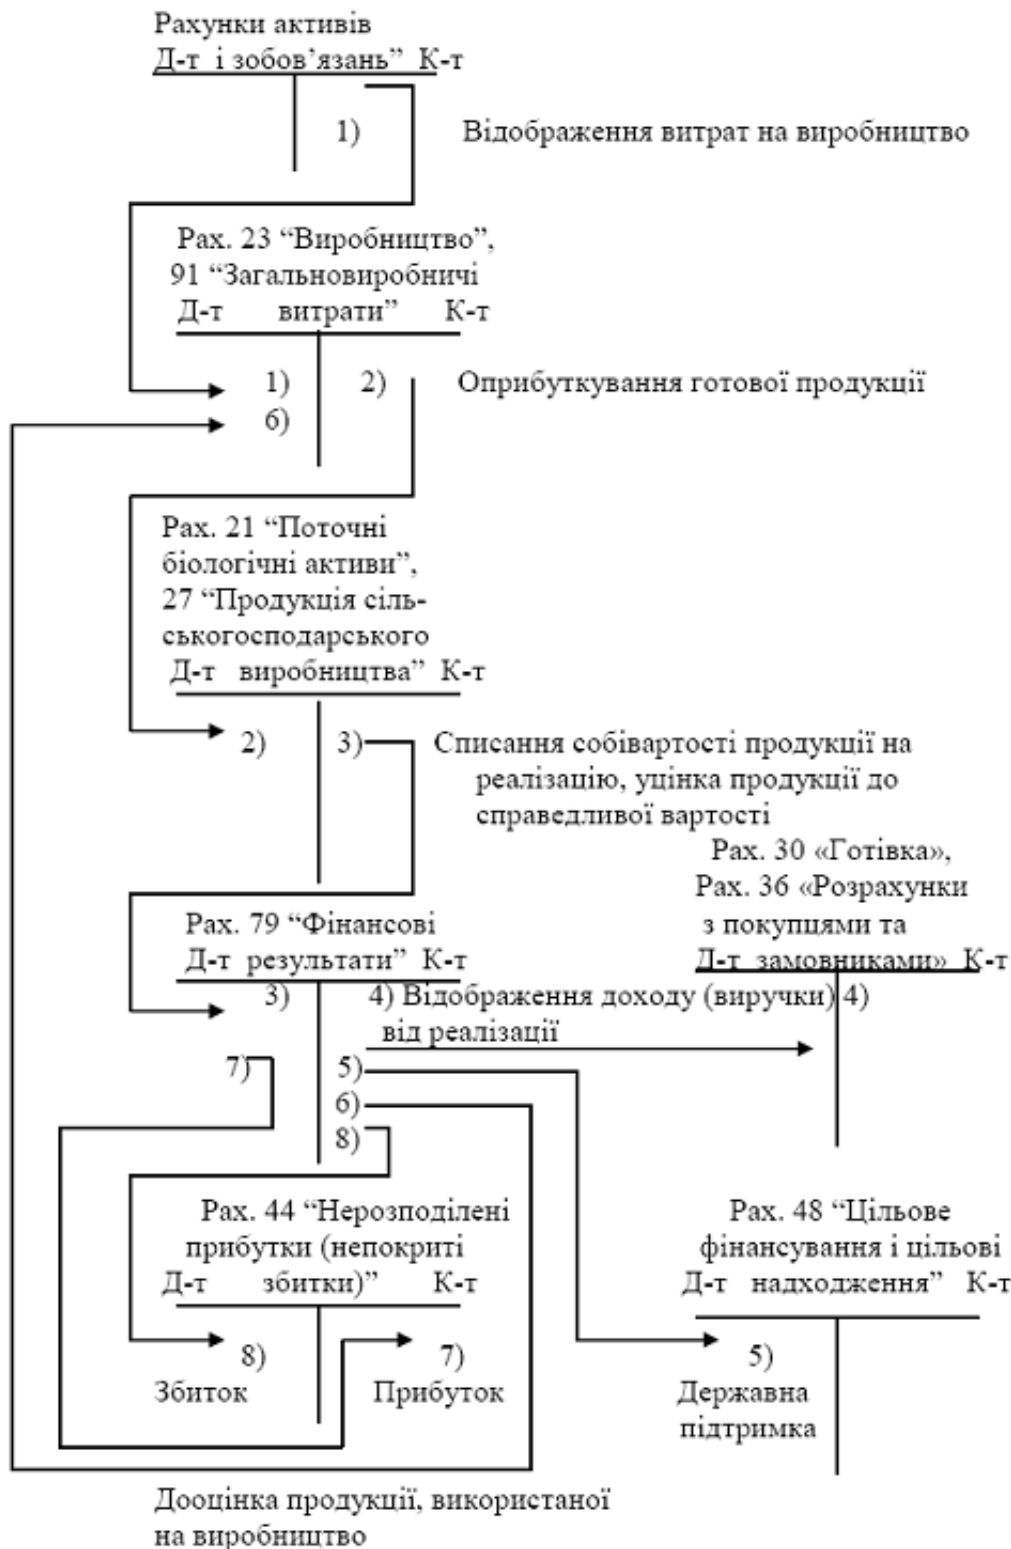 Рахунки активів
Д-т і зобов’язань” К-т
1) Відображення витрат на виробництво
Рах. 23 “Виробництво”,
91 “Загальновиробничі
Д-т витрати” К-т
1) 2) Оприбуткування готової продукції
6)
Рах. 21 “Поточні
біологічні активи”,
27 “Продукція сіль-
ськогосподарського
Д-т виробництва” К-т
2) 3) Списання собівартості продукції на
реалізацію, уцінка продукції до
справедливої вартості
Рах. 30 «Готівка»,
Рах. 36 «Розрахунки
з покупцями та
Д-т замовниками» К-т
Рах. 79 “Фінансові
Д-т результати” К-т
3) 4) Відображення доходу (виручки) 4)
від реалізації
7) 5)
6)
8)
Рах. 44 “Нерозподілені
прибутки (непокриті
Д-т збитки)” К-т
8) 7)
Збиток Прибуток
Рах. 48 “Цільове
фінансування і цільові
Д-т надходження” К-т
5)
Державна
підтримка
Дооцінка продукції, використаної
на виробництво